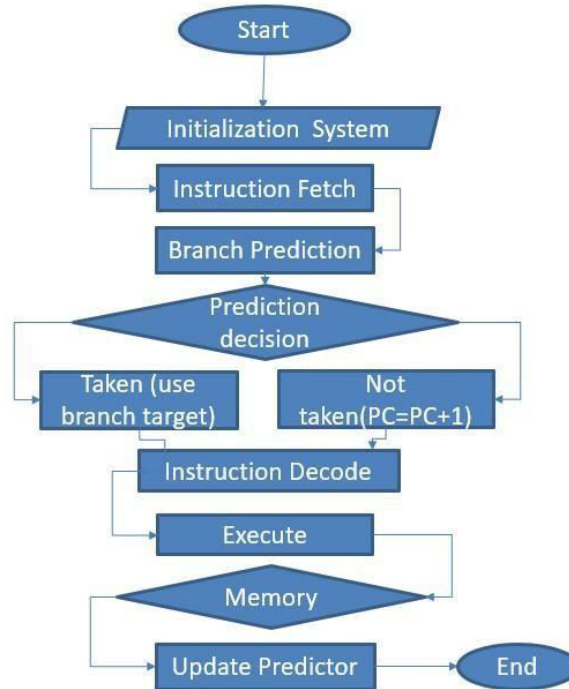 Start
Initialization System
Instruction Fetch
Branch Prediction
Prediction
decision
Taken (use
branch target)
Not
taken(PC=PC+1)
Instruction Decode
Execute
Memory
Update Predictor
End